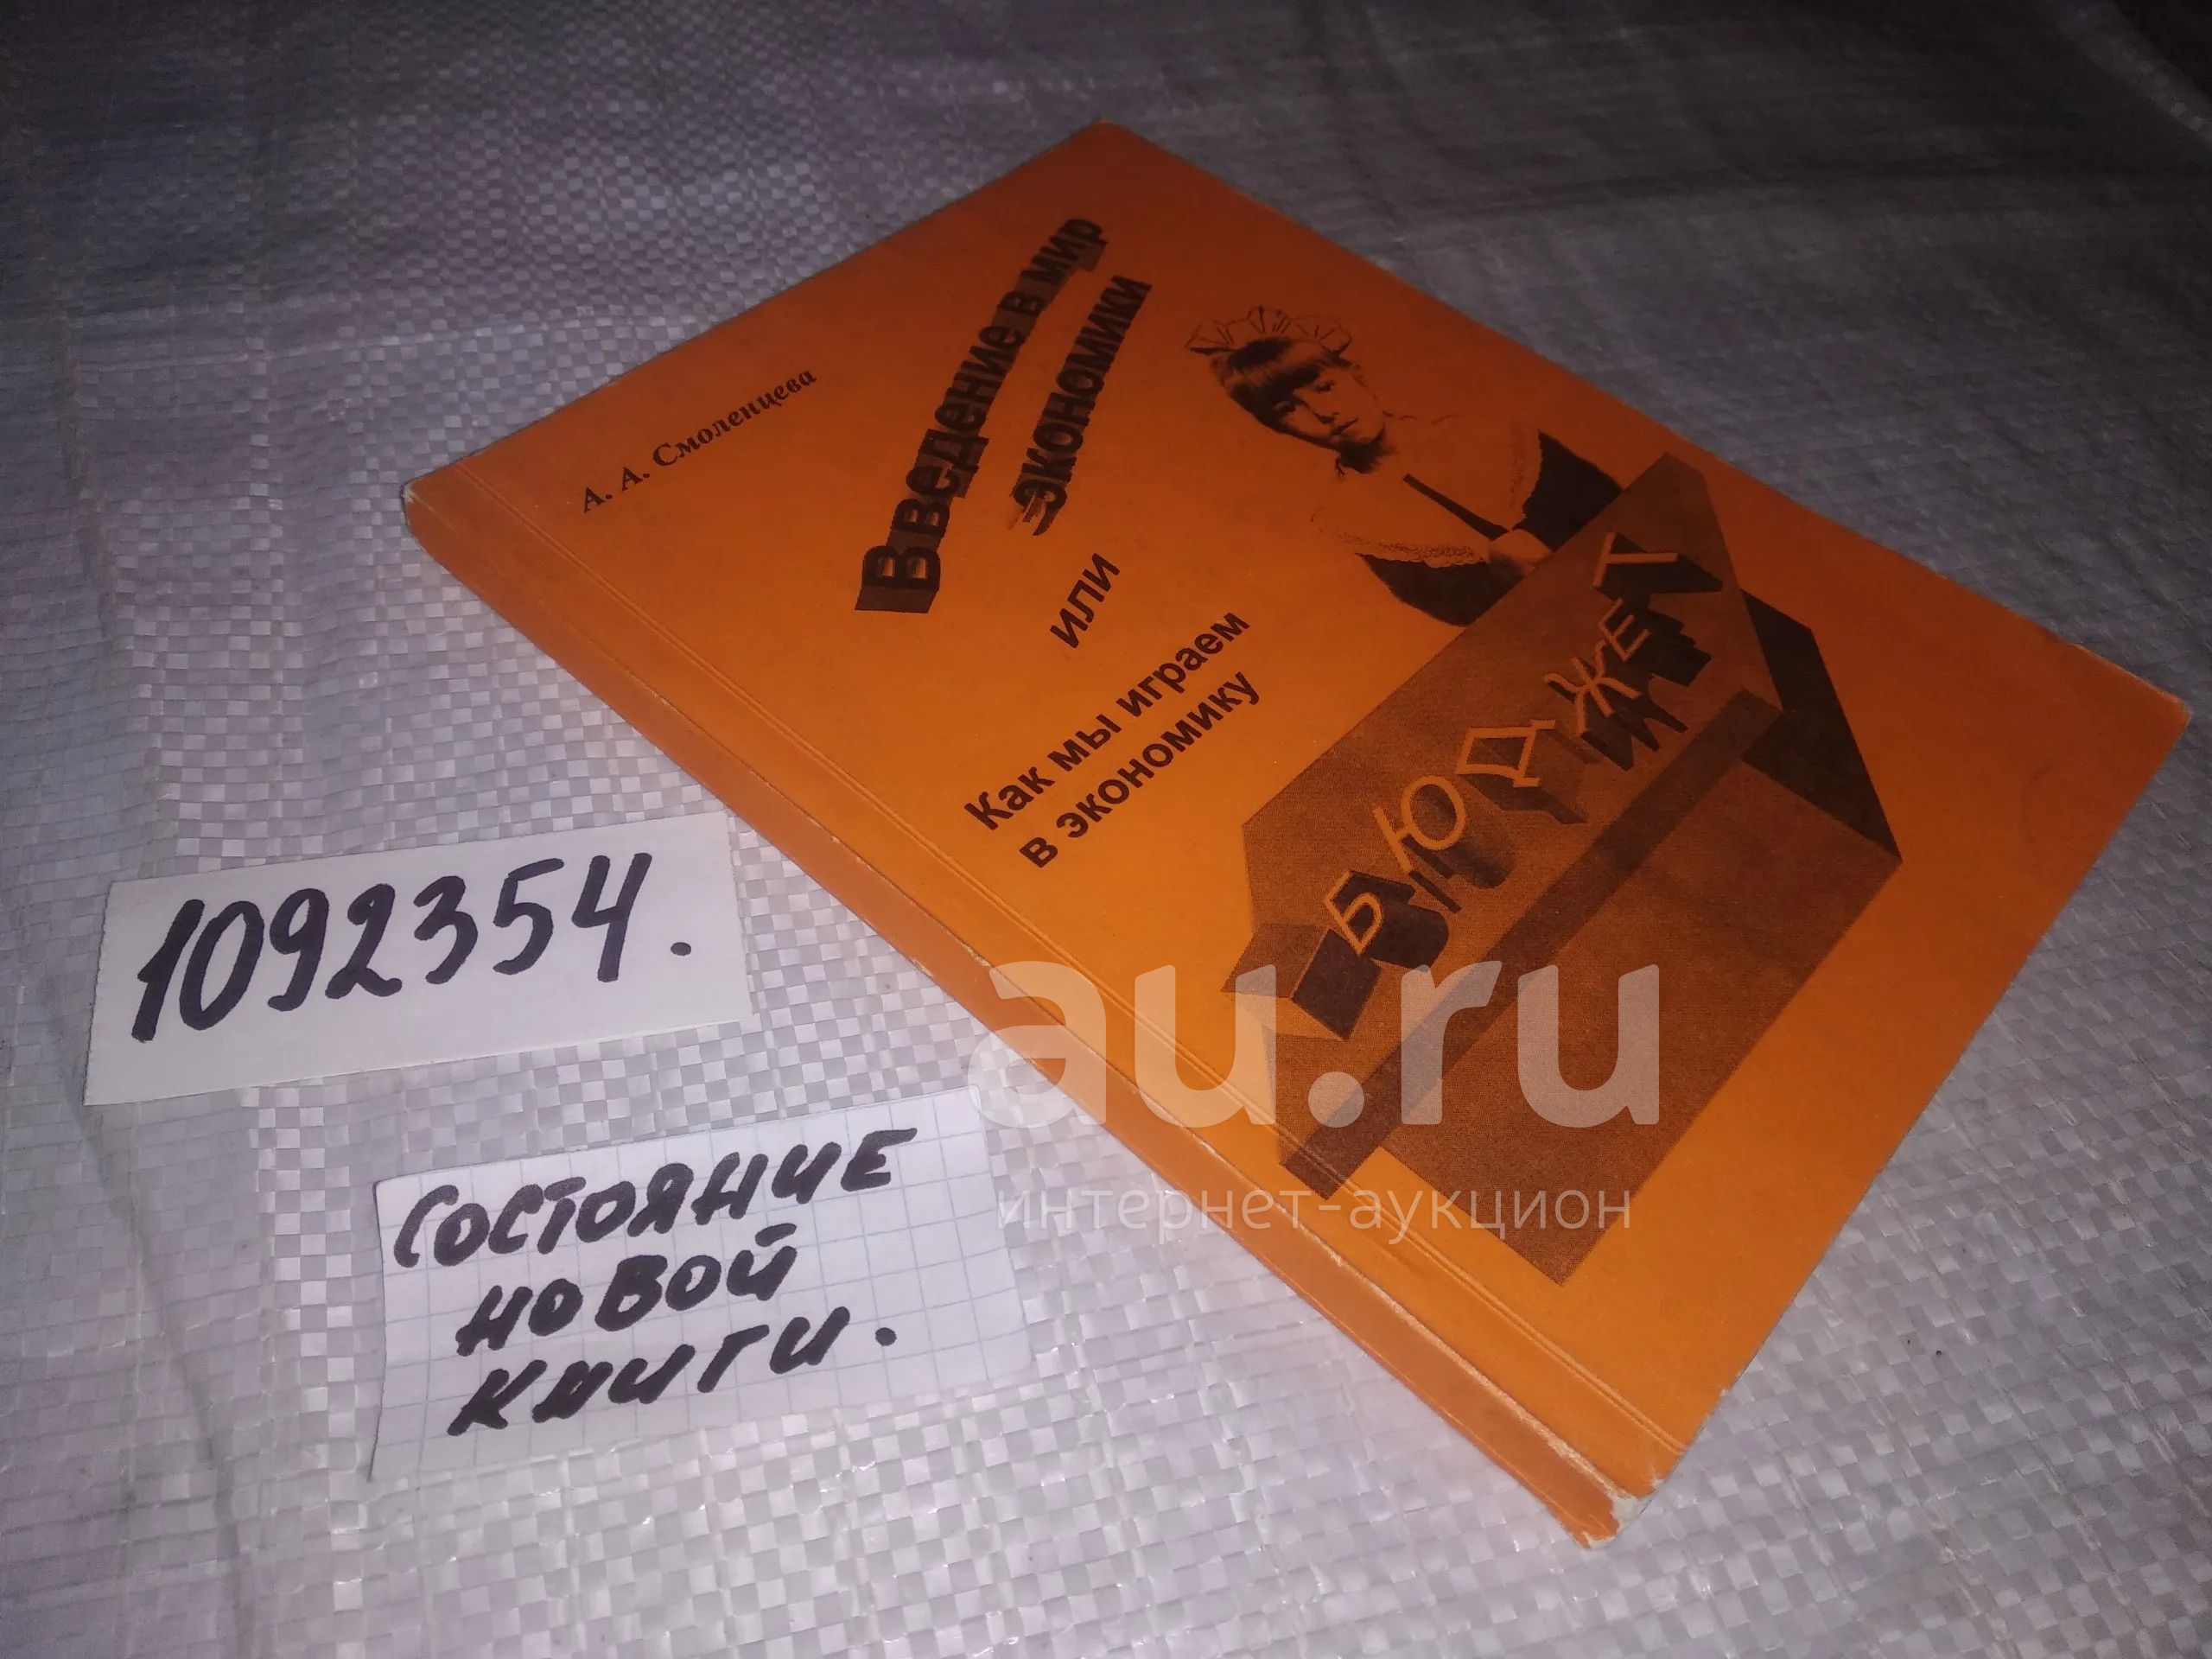 А. А. Смоленцева
Введение в мир
экономики
или
Как мы играем
в экономику
БЮДЖЕТ
1092354.
СОСТОЯНИЕ
НОВОЙ
КНИГИ.
au.ru
интернет-аукцион